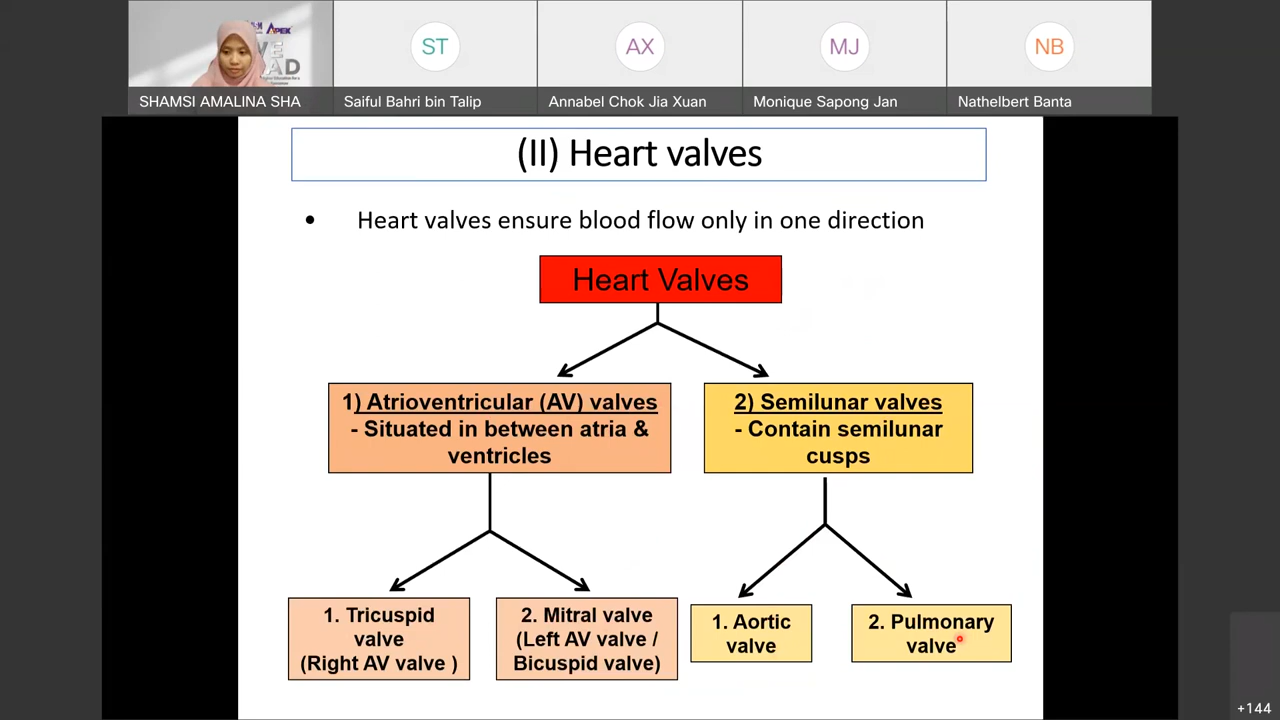 APEK
VE
AD
ST
AX
MJ
NB
SHAMSI AMALINA SHA
Saiful Bahri bin Talip
Annabel Chok Jia Xuan
Monique Sapong Jan
Nathelbert Banta
(II) Heart valves
• Heart valves ensure blood flow only in one direction
Heart Valves
1) Atrioventricular (AV) valves
- Situated in between atria &
ventricles
2) Semilunar valves
- Contain semilunar
cusps
1. Tricuspid
valve
(Right AV valve )
2. Mitral valve
(Left AV valve /
Bicuspid valve)
1. Aortic
valve
2. Pulmonary
valve
+144